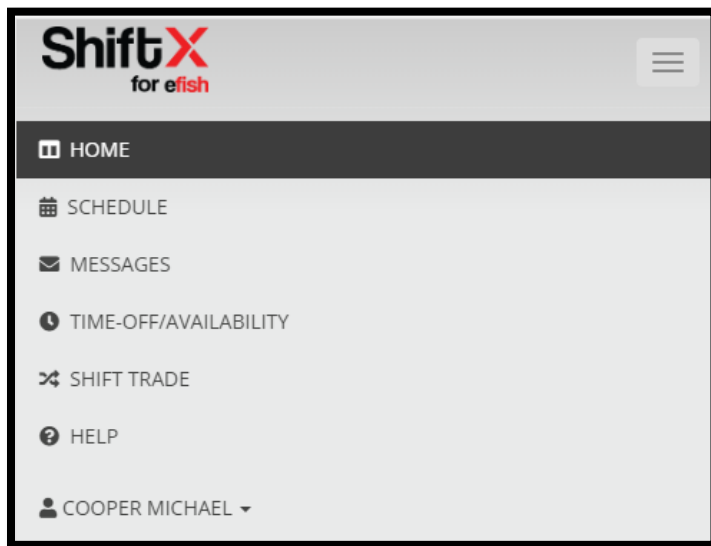 ShiftX
for efish
HOME
SCHEDULE
MESSAGES
TIME-OFF/AVAILABILITY
SHIFT TRADE
HELP
COOPER MICHAEL